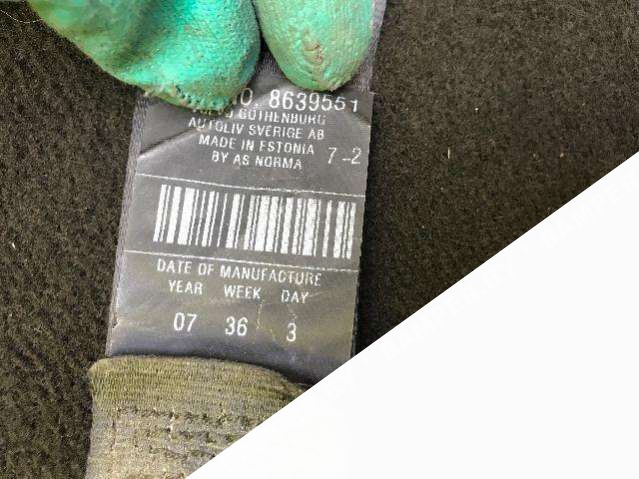 NO. 8639551
VOLVO GOTHENBURG
AUTOLIV SVERIGE AB
MADE IN ESTONIA 7-2
BY AS NORMA
DATE OF MANUFACTURE
YEAR WEEK DAY
07 36 3